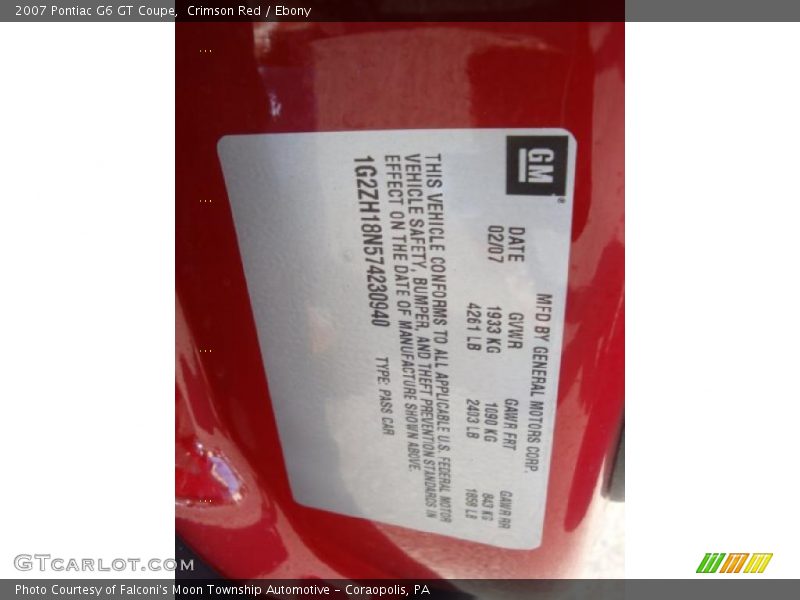 2007 Pontiac G6 GT Coupe, Crimson Red / Ebony
GM
MFD BY GENERAL MOTORS CORP.
DATE GVWR GAWR FRT GAWR RR
02/07 1933 KG 1090 KG 843 KG
4261 LB 2403 LB 1858 LB
THIS VEHICLE CONFORMS TO ALL APPLICABLE U.S. FEDERAL MOTOR
VEHICLE SAFETY, BUMPER, AND THEFT PREVENTION STANDARDS IN
EFFECT ON THE DATE OF MANUFACTURE SHOWN ABOVE.
1G2ZH18N574230940 TYPE: PASS CAR
GTCarLot.com
Photo Courtesy of Falconi's Moon Township Automotive - Coraopolis, PA